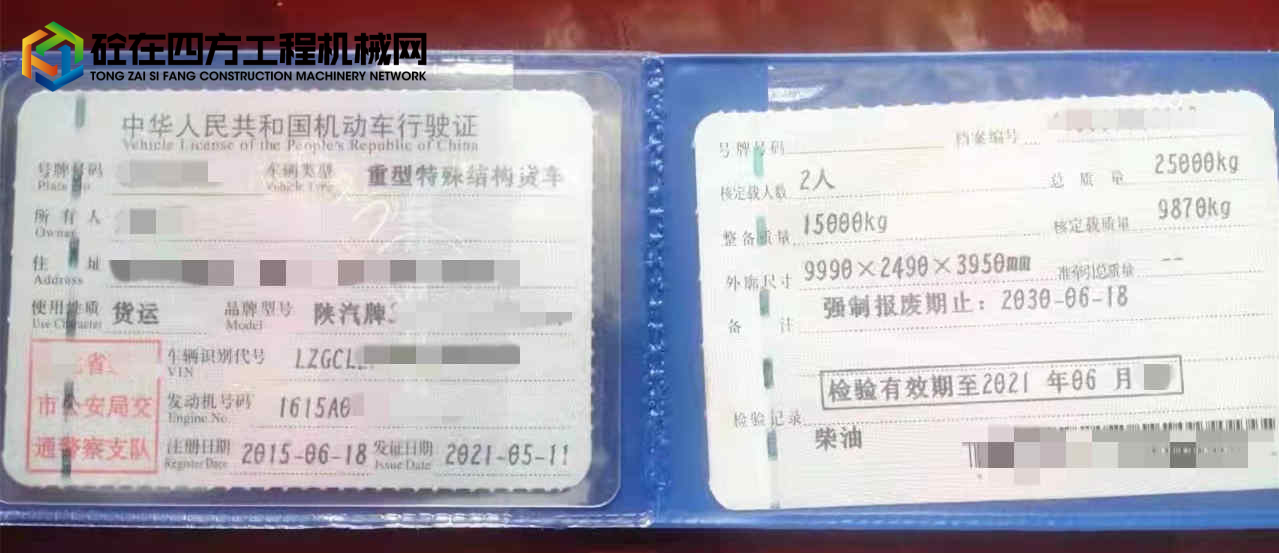 砼在四方工程机械网
TONG ZAI SI FANG CONSTRUCTION MACHINERY NETWORK
中华人民共和国机动车行驶证
Vehicle License of the People's Republic of China
号牌号码 车辆类型 重型特殊结构货车
Plate No. Vehicle Type
所有人
Owner
住址
Address
使用性质 货运 品牌型号 陕汽牌
Use Character Model
车辆识别代号 LZGCL
VIN
发动机号码 1615A0
Engine No.
注册日期 2015-06-18 发证日期 2021-05-11
Register Date Issue Date
省
市公安局交
通警察支队
号牌号码 档案编号
核定载人数 2人 总质量 25000kg
整备质量 15000kg 核定载质量 9870kg
外廓尺寸 9990×2490×3950mm 准牵引总质量 --
备注 强制报废期止：2030-06-18
检验有效期至2021年06月
检验记录
柴油